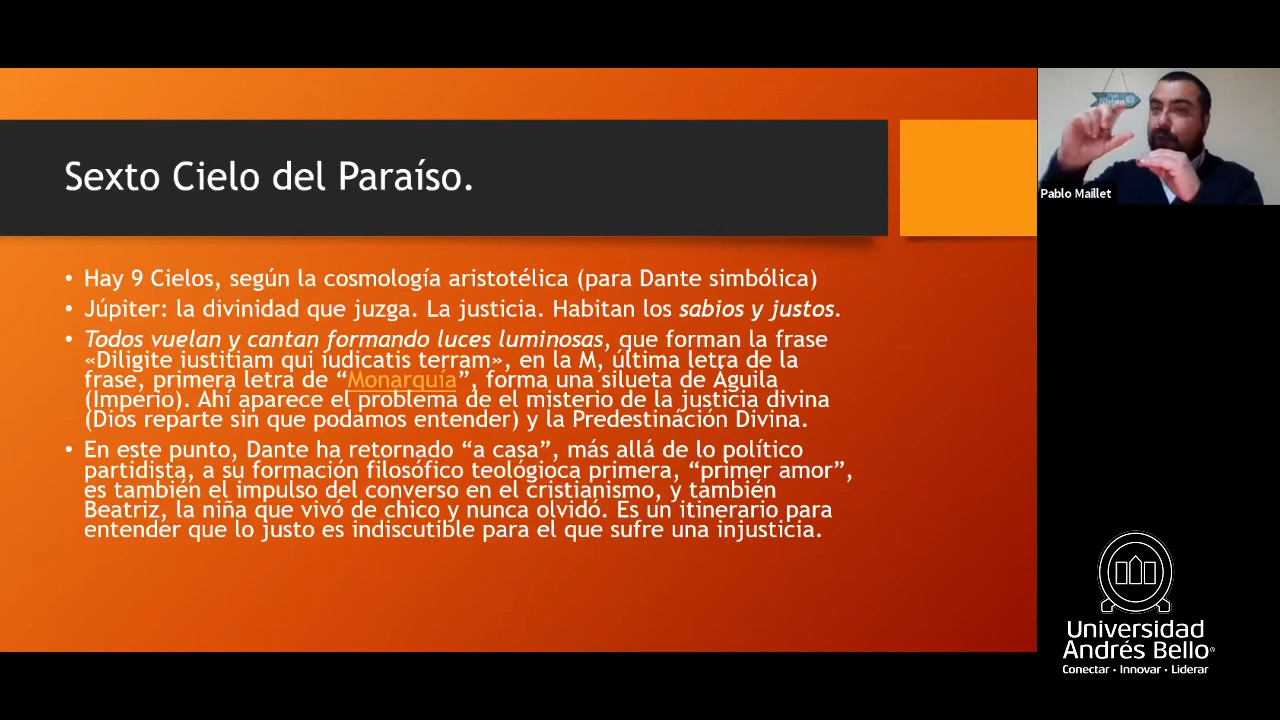 Sexto Cielo del Paraíso.
• Hay 9 Cielos, según la cosmología aristotélica (para Dante simbólica)
• Júpiter: la divinidad que juzga. La justicia. Habitan los sabios y justos.
• Todos vuelan y cantan formando luces luminosas, que forman la frase
«Diligite iustitiam qui iudicatis terram», en la M, última letra de la
frase, primera letra de “Monarquía”, forma una silueta de Águila
(Imperio). Ahí aparece el problema de el misterio de la justicia divina
(Dios reparte sin que podamos entender) y la Predestináción Divina.
• En este punto, Dante ha retornado “a casa”, más allá de lo político
partidista, a su formación filosófico teológioca primera, “primer amor”,
es también el impulso del converso en el cristianismo, y también
Beatriz, la niña que vivó de chico y nunca olvidó. Es un itinerario para
entender que lo justo es indiscutible para el que sufre una injusticia.
Pablo Maillet
Universidad
Andrés Bello®
Conectar • Innovar • Liderar